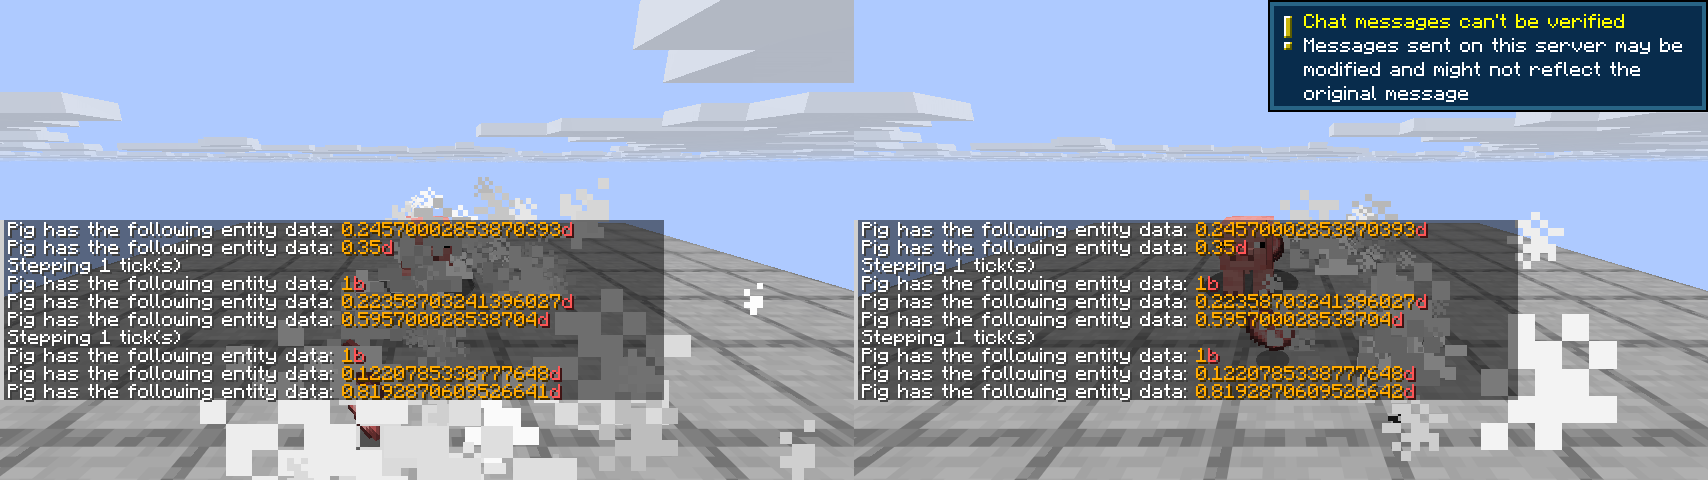 Chat messages can't be verified
Messages sent on this server may be
modified and might not reflect the
original message
Pig has the following entity data: 0.2457000285387O393d
Pig has the following entity data: 0.35d
Stepping 1 tick(s)
Pig has the following entity data: 1b
Pig has the following entity data: 0.2235870324139602​7d
Pig has the following entity data: 0.595700028538704d
Stepping 1 tick(s)
Pig has the following entity data: 1b
Pig has the following entity data: 0.12207855338777648d
Pig has the following entity data: 0.81928706095266​41d
Pig has the following entity data: 0.24570002853870393d
Pig has the following entity data: 0.35d
Stepping 1 tick(s)
Pig has the following entity data: 1b
Pig has the following entity data: 0.22358703241396027d
Pig has the following entity data: 0.595700028538704d
Stepping 1 tick(s)
Pig has the following entity data: 1b
Pig has the following entity data: 0.12207855338777648d
Pig has the following entity data: 0.8192870609526642d